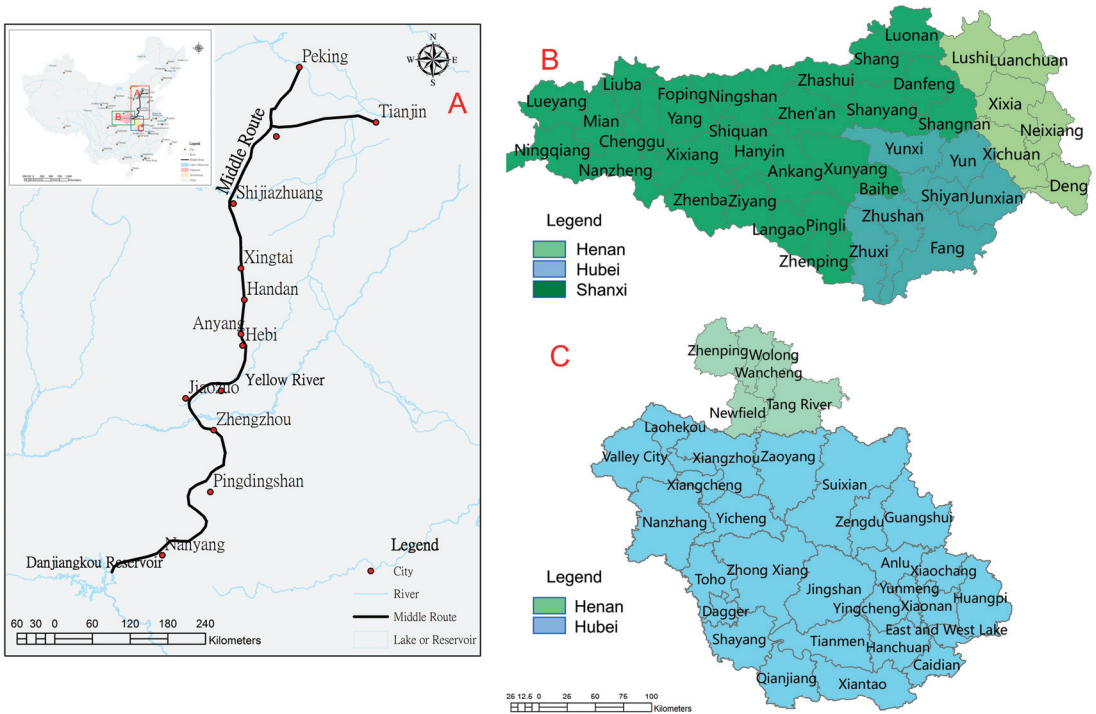 A
N
W
E
S
Peking
Tianjin
Middle Route
Shijiazhuang
Xingtai
Handan
Anyang
Hebi
Yellow River
Jiaozuo
Zhengzhou
Pingdingshan
Nanyang
Danjiangkou Reservoir
Legend
City
River
Middle Route
Lake or Reservoir
60 30 0 60 120 180 240
Kilometers
A
B
C
B
Luonan
Lushi
Luanchuan
Shang
Zhashui
Danfeng
Liuba
Foping
Ningshan
Lueyang
Zhen'an
Shanyang
Xixia
Mian
Yang
Shangnan
Neixiang
Shiquan
Chenggu
Yunxi
Ningqiang
Xixiang
Hanyin
Yun
Xichuan
Nanzheng
Ankang
Xunyang
Baihe
Deng
Shiyan
Junxian
Zhenba
Ziyang
Zhushan
Langao
Pingli
Zhuxi
Fang
Zhenping
Legend
Henan
Hubei
Shanxi
C
Zhenping
Wolong
Wancheng
Newfield
Tang River
Laohekou
Valley City
Xiangzhou
Zaoyang
Xiangcheng
Suixian
Nanzhang
Yicheng
Zengdu
Guangshui
Anlu
Xiaochang
Toho
Zhong Xiang
Jingshan
Yunmeng
Huangpi
Dagger
Yingcheng
Xiaonan
East and West Lake
Shayang
Tianmen
Hanchuan
Caidian
Qianjiang
Xiantao
Legend
Henan
Hubei
26 12.5 0 26 60 76 100
Kilometers